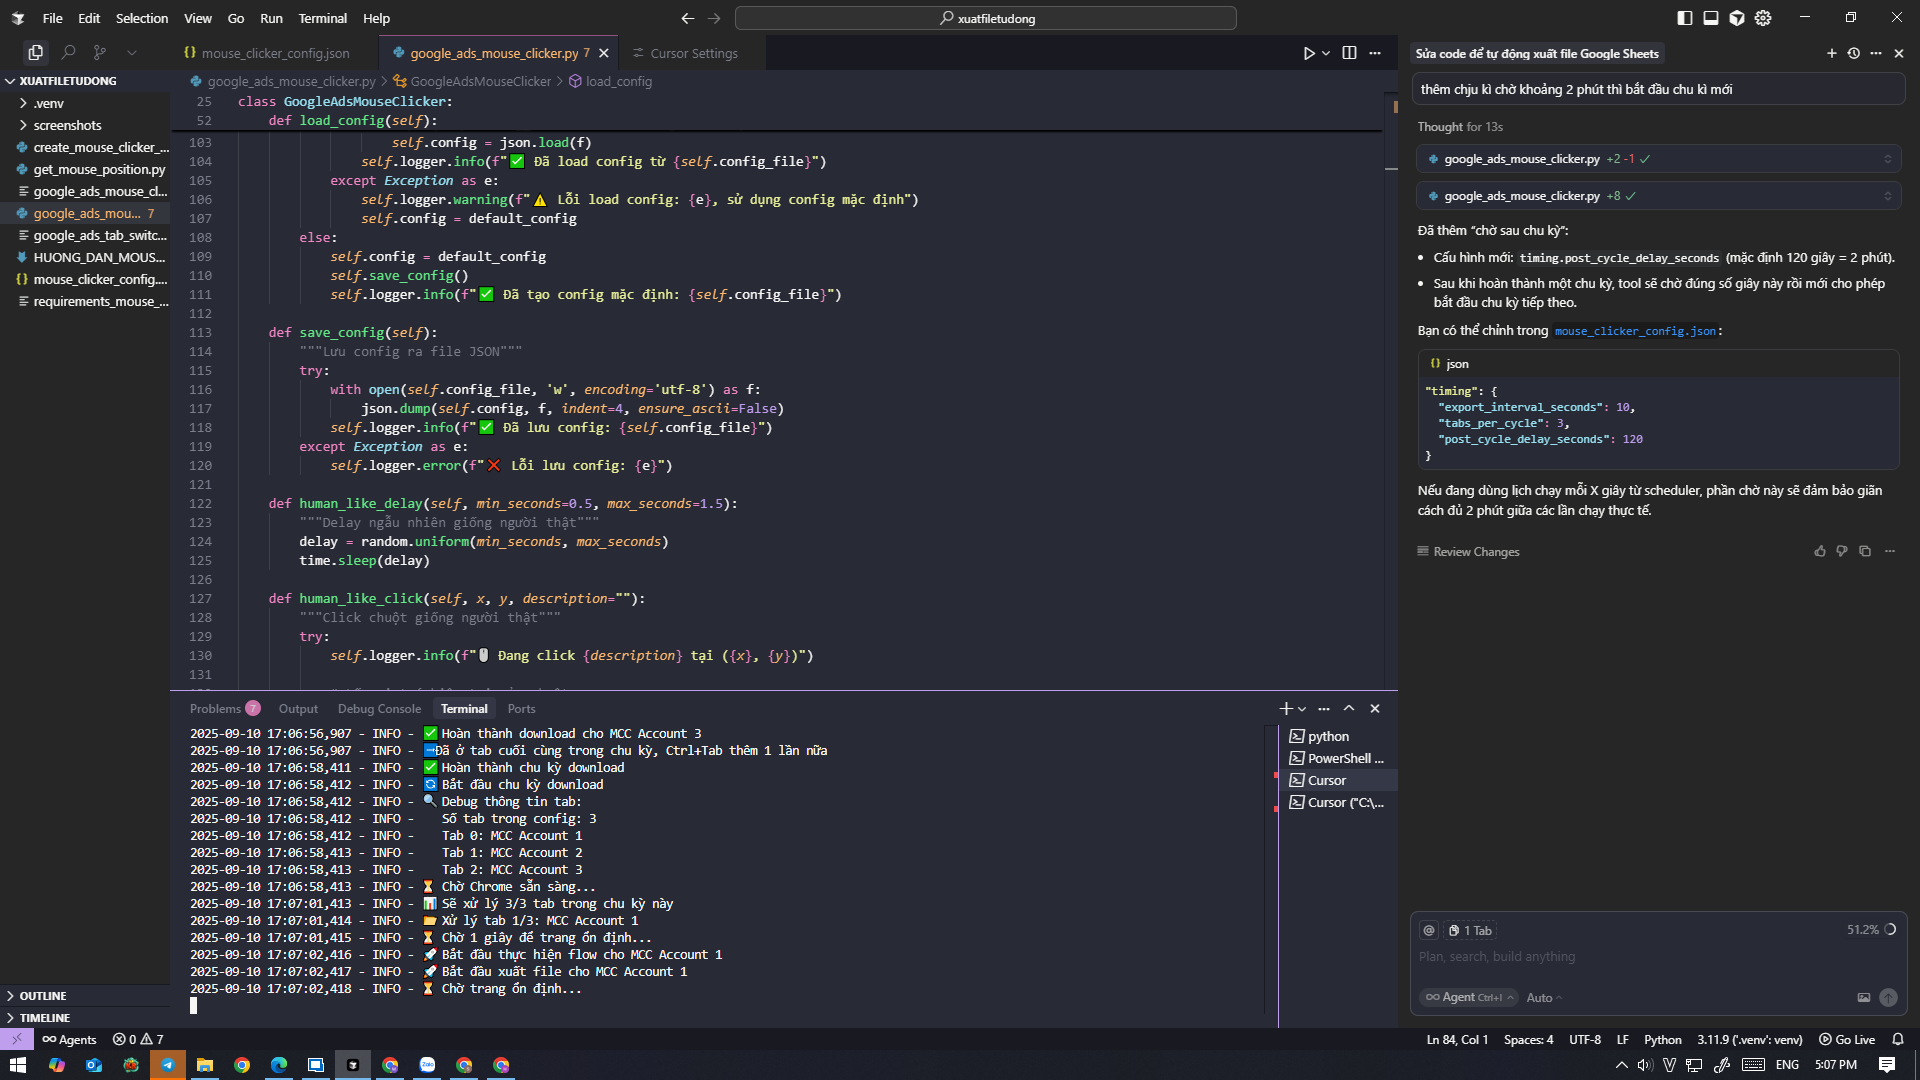 File Edit Selection View Go Run Terminal Help
xuatfiletudong
mouse_clicker_config.json
google_ads_mouse_clicker.py 7
Cursor Settings
XUATFILETUDONG
.venv
screenshots
create_mouse_clicker_...
get_mouse_position.py
google_ads_mouse_cl...
google_ads_mou... 7
google_ads_tab_switc...
HUONG_DAN_MOUS...
mouse_clicker_config....
requirements_mouse_...
OUTLINE
TIMELINE
google_ads_mouse_clicker.py > GoogleAdsMouseClicker > load_config
25 class GoogleAdsMouseClicker:
52 def load_config(self):
103 self.config = json.load(f)
104 self.logger.info(f"✅ Đã load config từ {self.config_file}")
105 except Exception as e:
106 self.logger.warning(f"⚠️ Lỗi load config: {e}, sử dụng config mặc định")
107 self.config = default_config
108 else:
109 self.config = default_config
110 self.save_config()
111 self.logger.info(f"✅ Đã tạo config mặc định: {self.config_file}")
112
113 def save_config(self):
114 """Lưu config ra file JSON"""
115 try:
116 with open(self.config_file, 'w', encoding='utf-8') as f:
117 json.dump(self.config, f, indent=4, ensure_ascii=False)
118 self.logger.info(f"✅ Đã lưu config: {self.config_file}")
119 except Exception as e:
120 self.logger.error(f"❌ Lỗi lưu config: {e}")
121
122 def human_like_delay(self, min_seconds=0.5, max_seconds=1.5):
123 """Delay ngẫu nhiên giống người thật"""
124 delay = random.uniform(min_seconds, max_seconds)
125 time.sleep(delay)
126
127 def human_like_click(self, x, y, description=""):
128 """Click chuột giống người thật"""
129 try:
130 self.logger.info(f"🖱️ Đang click {description} tại ({x}, {y})")
131
Problems 7 Output Debug Console Terminal Ports
2025-09-10 17:06:56,907 - INFO - ✅ Hoàn thành download cho MCC Account 3
2025-09-10 17:06:56,907 - INFO - ➡️Đã ở tab cuối cùng trong chu kỳ, Ctrl+Tab thêm 1 lần nữa
2025-09-10 17:06:58,411 - INFO - ✅ Hoàn thành chu kỳ download
2025-09-10 17:06:58,412 - INFO - 🔄 Bắt đầu chu kỳ download
2025-09-10 17:06:58,412 - INFO - 🔍 Debug thông tin tab:
2025-09-10 17:06:58,412 - INFO - Số tab trong config: 3
2025-09-10 17:06:58,412 - INFO - Tab 0: MCC Account 1
2025-09-10 17:06:58,413 - INFO - Tab 1: MCC Account 2
2025-09-10 17:06:58,413 - INFO - Tab 2: MCC Account 3
2025-09-10 17:06:58,413 - INFO - ⏳ Chờ Chrome sẵn sàng...
2025-09-10 17:07:01,413 - INFO - 📊 Sẽ xử lý 3/3 tab trong chu kỳ này
2025-09-10 17:07:01,414 - INFO - 📂 Xử lý tab 1/3: MCC Account 1
2025-09-10 17:07:01,415 - INFO - ⏳ Chờ 1 giây để trang ổn định...
2025-09-10 17:07:02,416 - INFO - 🚀 Bắt đầu thực hiện flow cho MCC Account 1
2025-09-10 17:07:02,417 - INFO - 🚀 Bắt đầu xuất file cho MCC Account 1
2025-09-10 17:07:02,418 - INFO - ⏳ Chờ trang ổn định...
python
PowerShell ...
Cursor
Cursor ("C:\...
Sửa code để tự động xuất file Google Sheets
thêm chju kì chờ khoảng 2 phút thì bắt đầu chu kì mới
Thought for 13s
google_ads_mouse_clicker.py +2 -1 ✓
google_ads_mouse_clicker.py +8 ✓
Đã thêm “chờ sau chu kỳ”:
• Cấu hình mới: timing.post_cycle_delay_seconds (mặc định 120 giây = 2 phút).
• Sau khi hoàn thành một chu kỳ, tool sẽ chờ đúng số giây này rồi mới cho phép
bắt đầu chu kỳ tiếp theo.
Bạn có thể chỉnh trong mouse_clicker_config.json:
{} json
"timing": {
"export_interval_seconds": 10,
"tabs_per_cycle": 3,
"post_cycle_delay_seconds": 120
}
Nếu đang dùng lịch chạy mỗi X giây từ scheduler, phần chờ này sẽ đảm bảo giãn
cách đủ 2 phút giữa các lần chạy thực tế.
Review Changes
@ 1 Tab 51.2%
Plan, search, build anything
Agent Ctrl+I Auto
Agents 0 7
Ln 84, Col 1 Spaces: 4 UTF-8 LF Python 3.11.9 ('.venv': venv) Go Live
Zalo
ENG 5:07 PM